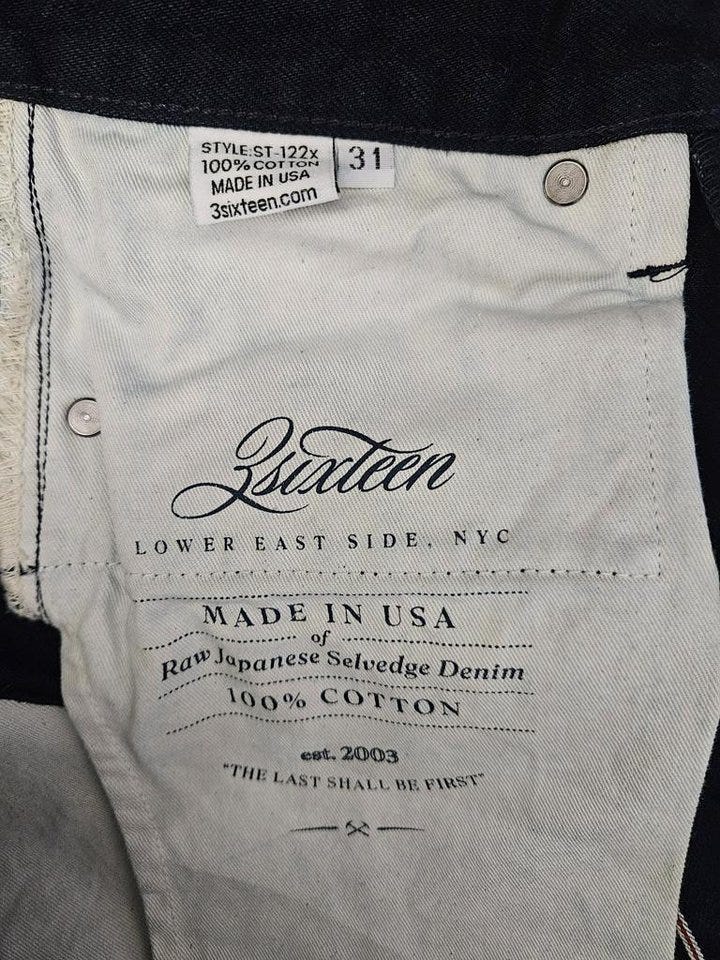 STYLE:ST-122x
100% COTTON
MADE IN USA
3sixteen.com
31
3sixteen
LOWER EAST SIDE, NYC
MADE IN USA
of
Raw Japanese Selvedge Denim
100% COTTON
est. 2003
"THE LAST SHALL BE FIRST"